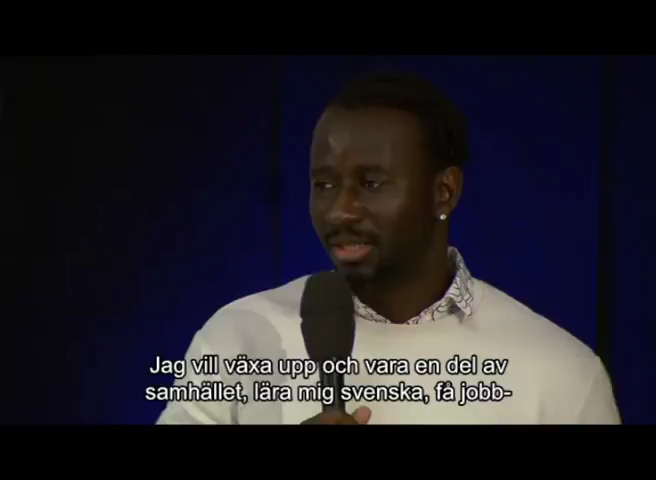 Jag vill växa upp och vara en del av
samhället, lära mig svenska, få jobb-